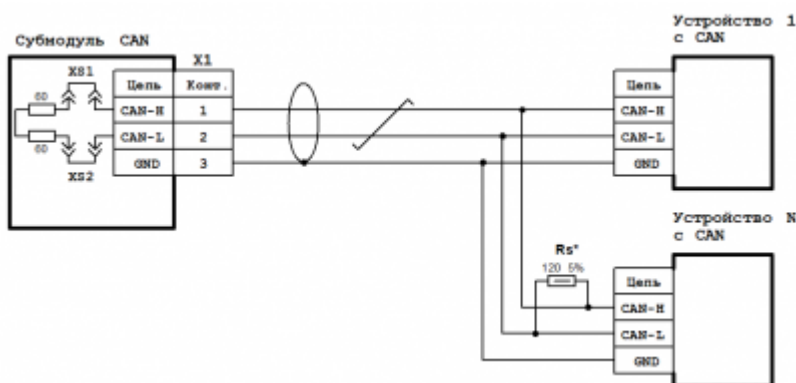 Субмодуль CAN
X1
XS1
Цепь Конт.
60
CAN-H 1
CAN-L 2
60
GND 3
XS2
Устройство 1
с CAN
Цепь
CAN-H
CAN-L
GND
Устройство N
с CAN
Rs*
120 5%
Цепь
CAN-H
CAN-L
GND